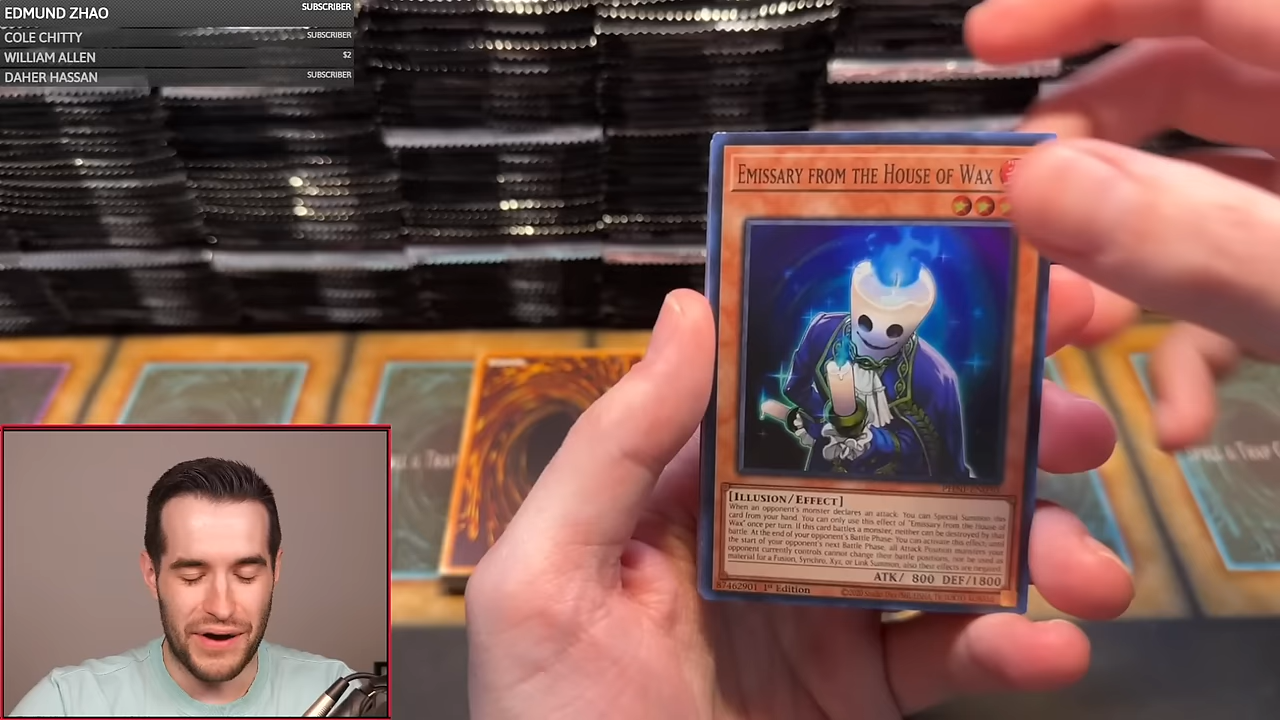 EDMUND ZHAO SUBSCRIBER
COLE CHITTY SUBSCRIBER
WILLIAM ALLEN $2
DAHER HASSAN SUBSCRIBER
EMISSARY FROM THE HOUSE OF WAX
[ILLUSION/EFFECT]
When an opponent's monster declares an attack: You can Special Summon this
card from your hand. You can only use this effect of "Emissary from the House of
Wax" once per turn. If this card battles a monster, neither can be destroyed by that
battle. At the end of your opponent's Battle Phase: You can activate this effect; until
the start of your opponent's next Battle Phase, all Attack Position monsters your
opponent currently controls cannot change their battle positions, nor be used as
material for a Fusion, Synchro, Xyz, or Link Summon, also their effects are negated.
ATK/ 800 DEF/1800
87462901 1st Edition